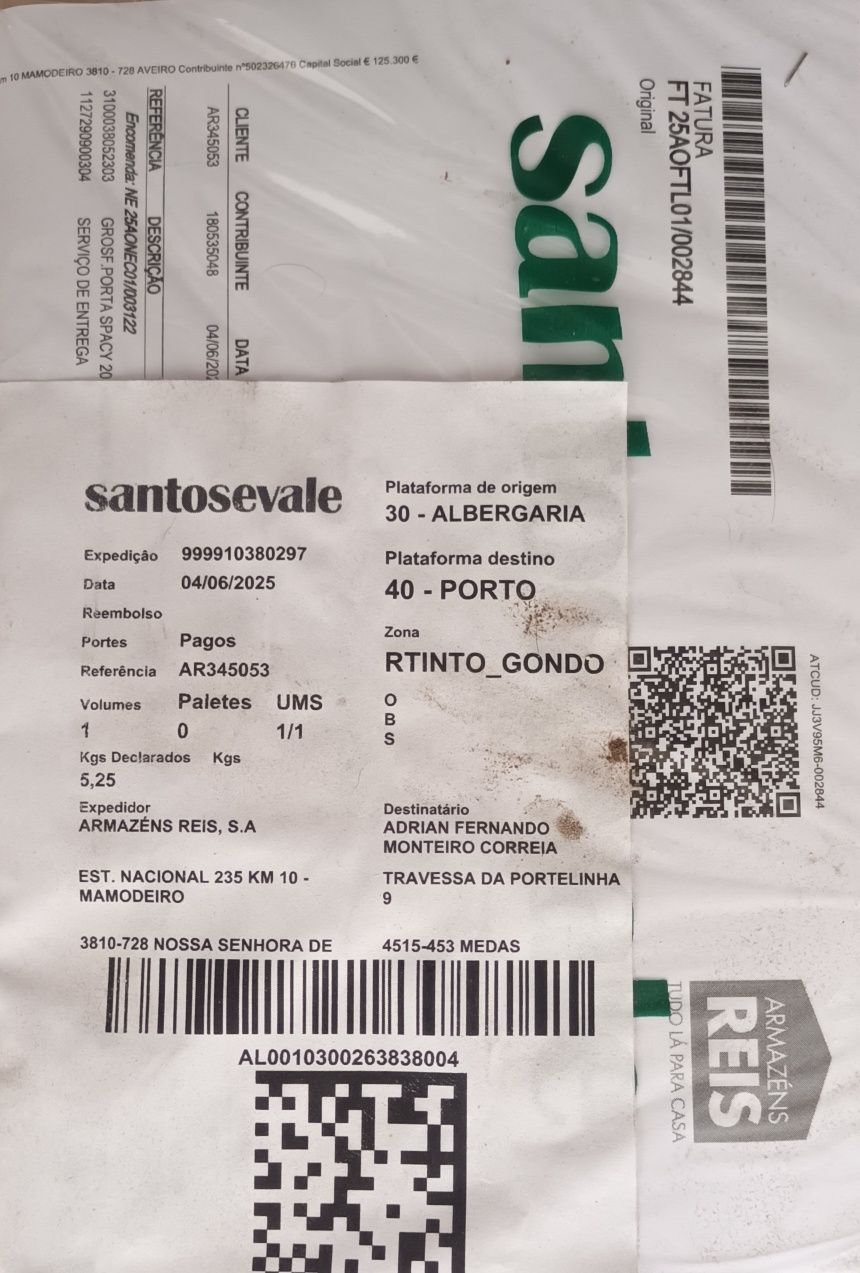 m 10 MAMODEIRO 3810 - 728 AVEIRO Contribuinte nº502326476 Capital Social € 125.300 €
FATURA
FT 25AOFTL01/002844
Original
san
CLIENTE CONTRIBUINTE DATA
AR345053 180535048 04/06/202
REFERÊNCIA DESCRIÇÃO
Encomenda: NE 25AONEC01/003122
3100038052303 GROSF.PORTA SPACY 20
1127290900304 SERVIÇO DE ENTREGA
santosevale
Plataforma de origem
30 - ALBERGARIA
Expedição 999910380297
Plataforma destino
Data 04/06/2025
40 - PORTO
Reembolso
Zona
Portes Pagos
RTINTO_GONDO
Referência AR345053
Volumes Paletes UMS
1 0 1/1
O
B
S
Kgs Declarados Kgs
5,25
Expedidor
ARMAZÉNS REIS, S.A
Destinatário
ADRIAN FERNANDO
MONTEIRO CORREIA
EST. NACIONAL 235 KM 10 -
MAMODEIRO
TRAVESSA DA PORTELINHA
9
3810-728 NOSSA SENHORA DE
4515-453 MEDAS
AL0010300263838004
ATCUD: JJ3V95M6-002844
ARMAZÉNS
REIS
TUDO LÁ PARA CASA